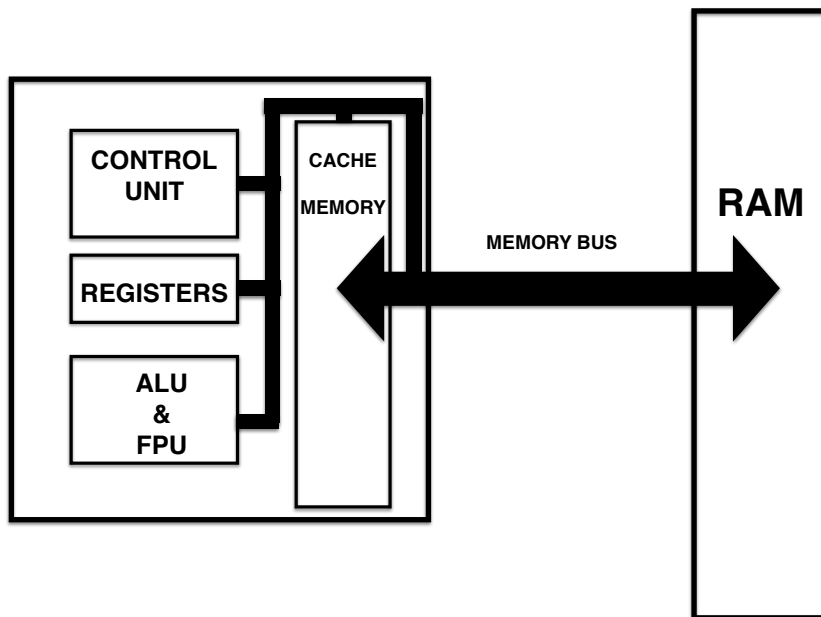 CONTROL
UNIT
REGISTERS
ALU
&
FPU
CACHE
MEMORY
MEMORY BUS
RAM